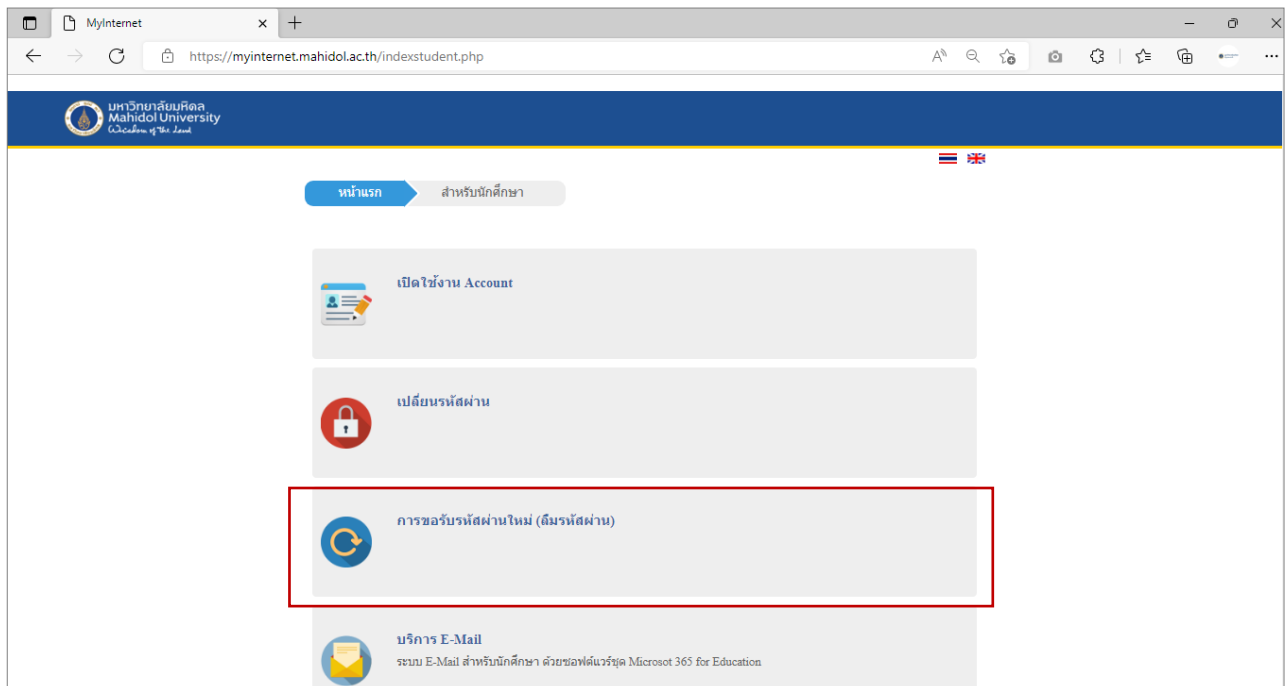 MyInternet
https://myinternet.mahidol.ac.th/indexstudent.php
มหาวิทยาลัยมหิดล
Mahidol University
Wisdom of the Land
หน้าแรก
สำหรับนักศึกษา
เปิดใช้งาน Account
เปลี่ยนรหัสผ่าน
การขอรับรหัสผ่านใหม่ (ลืมรหัสผ่าน)
บริการ E-Mail
ระบบ E-Mail สำหรับนักศึกษา ด้วยซอฟต์แวร์ชุด Microsot 365 for Education